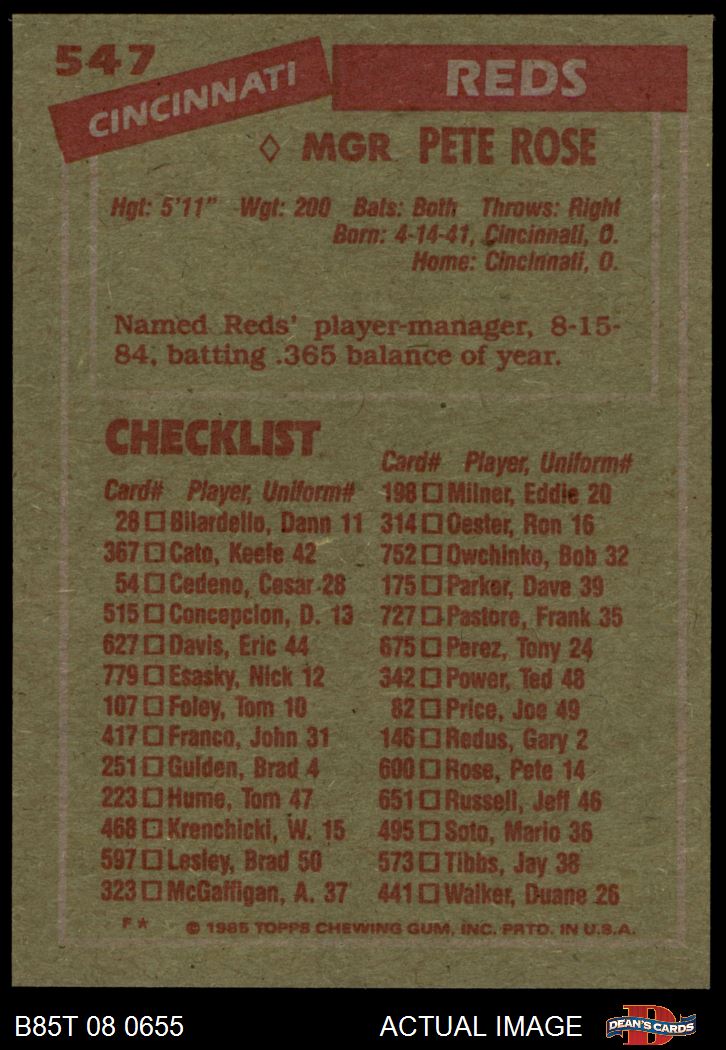 547
CINCINNATI REDS
◊ MGR PETE ROSE
Hgt: 5'11" Wgt: 200 Bats: Both Throws: Right
Born: 4-14-41, Cincinnati, O.
Home: Cincinnati, O.
Named Reds' player-manager, 8-15-
84, batting .365 balance of year.
CHECKLIST
Card# Player, Uniform#
28 □ Bilardello, Dann 11
367 □ Cato, Keefe 42
54 □ Cedeno, Cesar 28
515 □ Concepcion, D. 13
627 □ Davis, Eric 44
779 □ Esasky, Nick 12
107 □ Foley, Tom 10
417 □ Franco, John 31
251 □ Gulden, Brad 4
223 □ Hume, Tom 47
468 □ Krenchicki, W. 15
597 □ Lesley, Brad 50
323 □ McGaffigan, A. 37
Card# Player, Uniform#
198 □ Milner, Eddie 20
314 □ Oester, Ron 16
752 □ Owchinko, Bob 32
175 □ Parker, Dave 39
727 □ Pastore, Frank 35
675 □ Perez, Tony 24
342 □ Power, Ted 48
82 □ Price, Joe 49
146 □ Redus, Gary 2
600 □ Rose, Pete 14
651 □ Russell, Jeff 46
495 □ Soto, Mario 36
573 □ Tibbs, Jay 38
441 □ Walker, Duane 26
F★ © 1985 TOPPS CHEWING GUM, INC. PRTD. IN U.S.A.
B85T 08 0655
ACTUAL IMAGE
D
DEAN'S CARDS